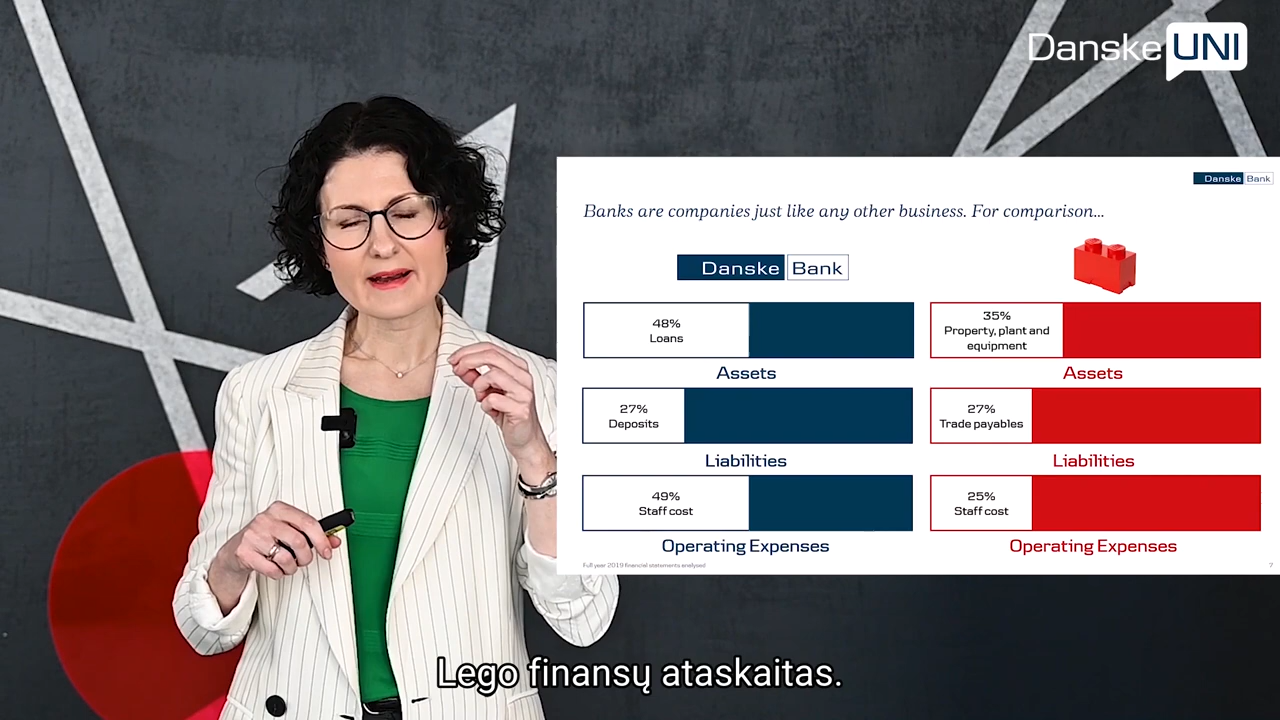 Danske UNI
Danske Bank
Banks are companies just like any other business. For comparison...
Danske Bank
48%
Loans
Assets
27%
Deposits
Liabilities
49%
Staff cost
Operating Expenses
35%
Property, plant and
equipment
Assets
27%
Trade payables
Liabilities
25%
Staff cost
Operating Expenses
Full year 2019 financial statements analysed
7
Lego finansų ataskaitas.